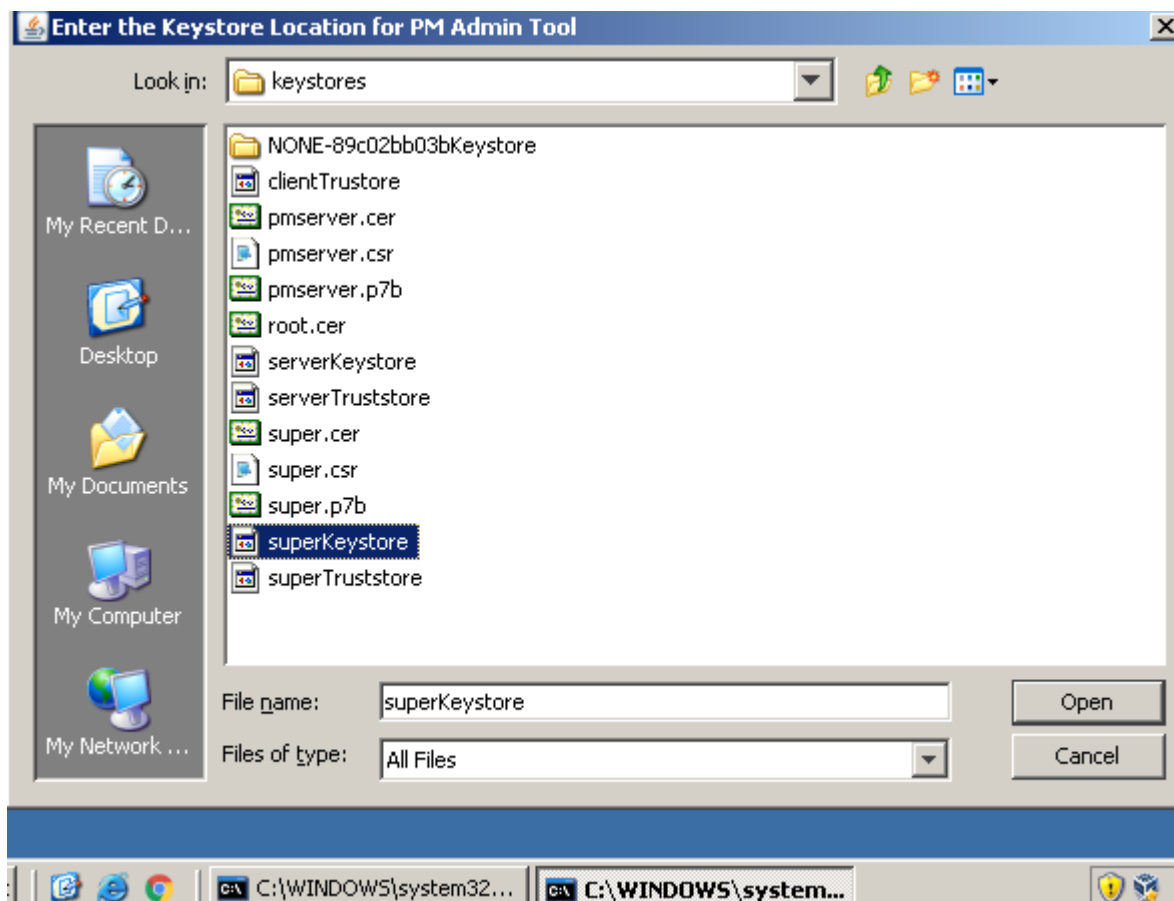 Enter the Keystore Location for PM Admin Tool
Look in: keystores
My Recent D...
Desktop
My Documents
My Computer
My Network ...
NONE-89c02bb03bKeystore
clientTrustore
pmserver.cer
pmserver.csr
pmserver.p7b
root.cer
serverKeystore
serverTruststore
super.cer
super.csr
super.p7b
superKeystore
superTruststore
File name: superKeystore Open
Files of type: All Files Cancel
C:\WINDOWS\system32... C:\WINDOWS\system...